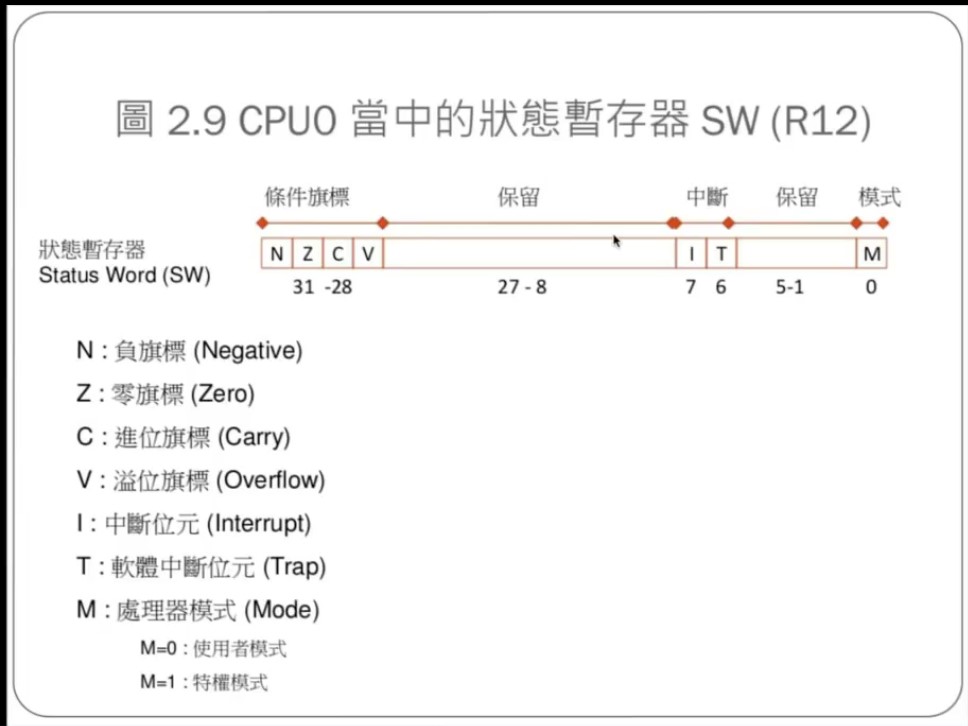 圖 2.9 CPU0 當中的狀態暫存器 SW (R12)
條件旗標 保留 中斷 保留 模式
狀態暫存器
Status Word (SW)
N Z C V I T M
31 -28 27 - 8 7 6 5-1 0
N : 負旗標 (Negative)
Z : 零旗標 (Zero)
C : 進位旗標 (Carry)
V : 溢位旗標 (Overflow)
I : 中斷位元 (Interrupt)
T : 軟體中斷位元 (Trap)
M : 處理器模式 (Mode)
M=0 : 使用者模式
M=1 : 特權模式